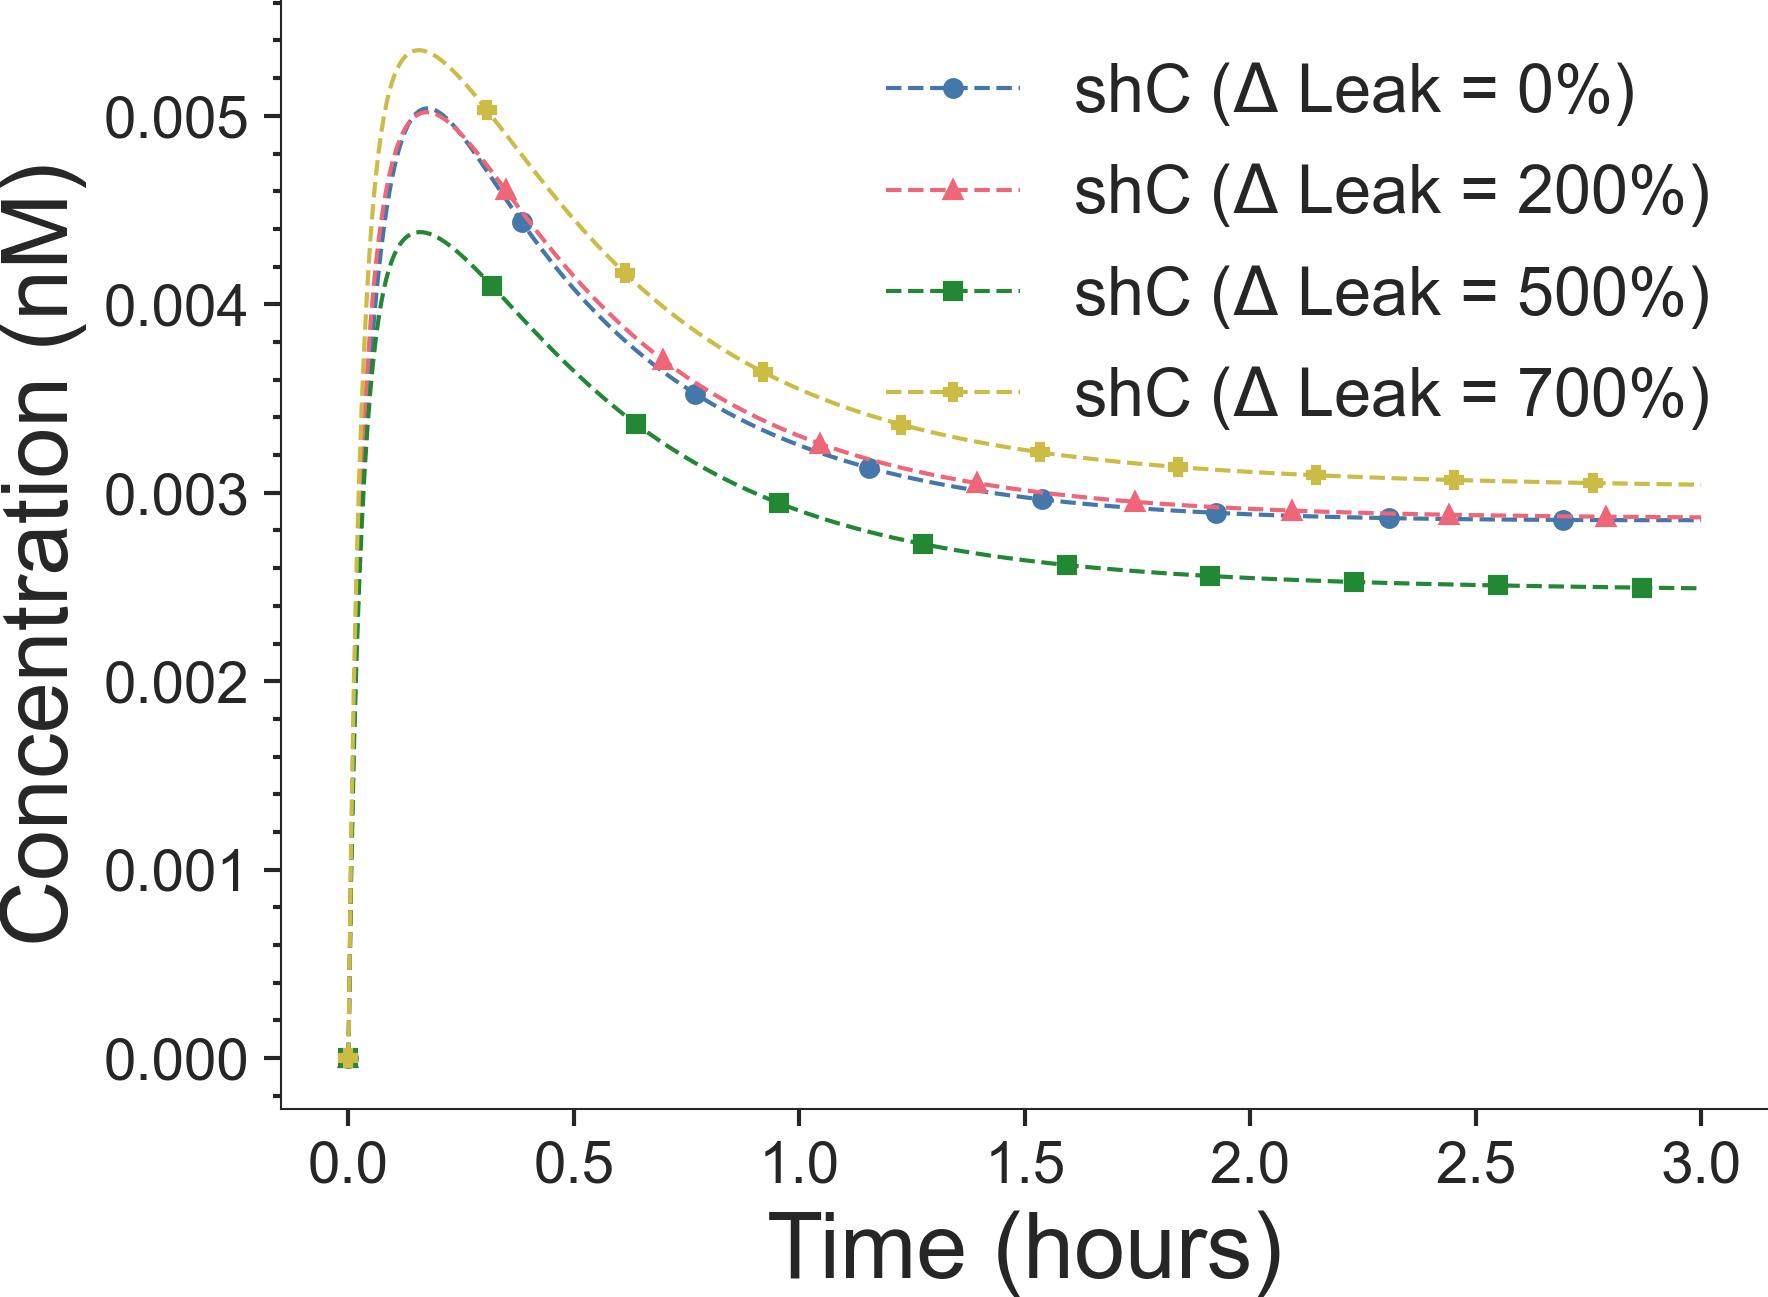 Concentration (nM)
0.005
0.004
0.003
0.002
0.001
0.000
shC (Δ Leak = 0%)
shC (Δ Leak = 200%)
shC (Δ Leak = 500%)
shC (Δ Leak = 700%)
0.0 0.5 1.0 1.5 2.0 2.5 3.0
Time (hours)